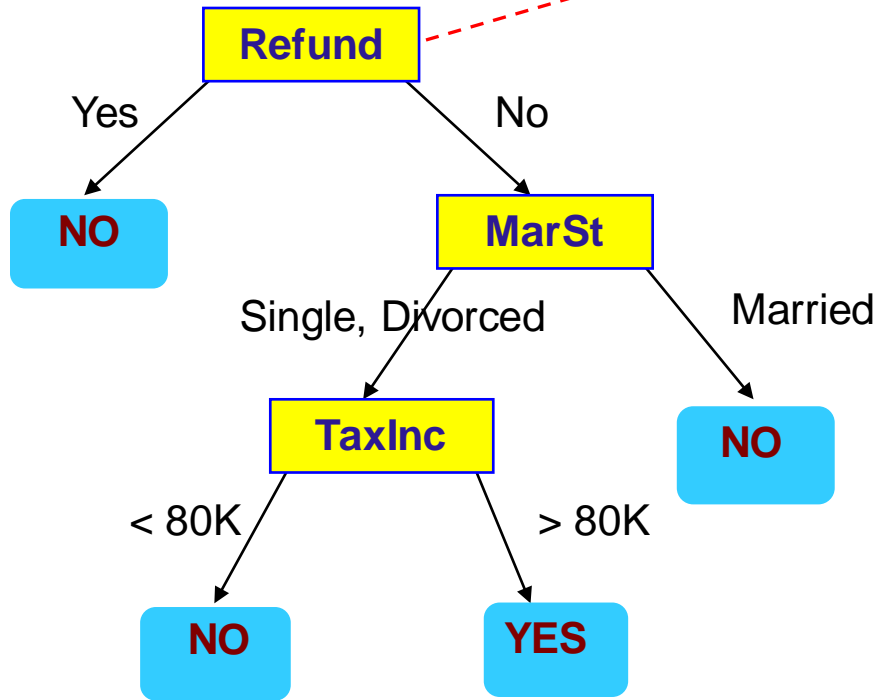 Refund
Yes
No
NO
MarSt
Single, Divorced
Married
TaxInc
NO
< 80K
> 80K
NO
YES